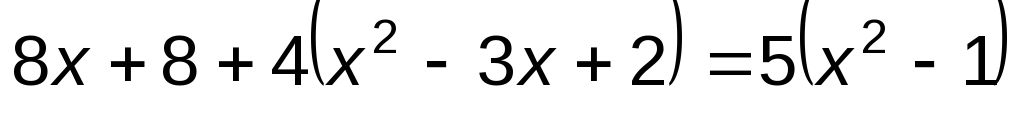 8x + 8 + 4(x² - 3x + 2) = 5(x² - 1)